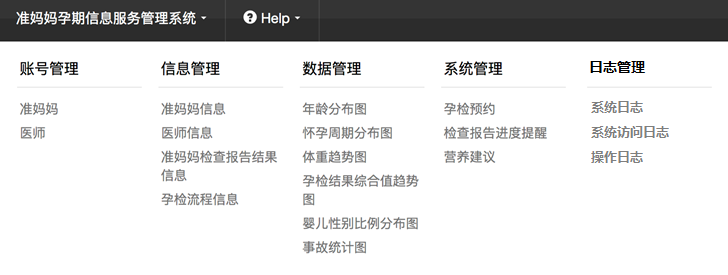 准妈妈孕期信息服务管理系统 Help
账号管理
准妈妈
医师
信息管理
准妈妈信息
医师信息
准妈妈检查报告结果
信息
孕检流程信息
数据管理
年龄分布图
怀孕周期分布图
体重趋势图
孕检结果综合值趋势
图
婴儿性别比例分布图
事故统计图
系统管理
孕检预约
检查报告进度提醒
营养建议
日志管理
系统日志
系统访问日志
操作日志